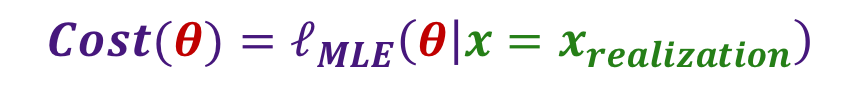 Cost(θ) = ℓ_MLE(θ|x = x_realization)